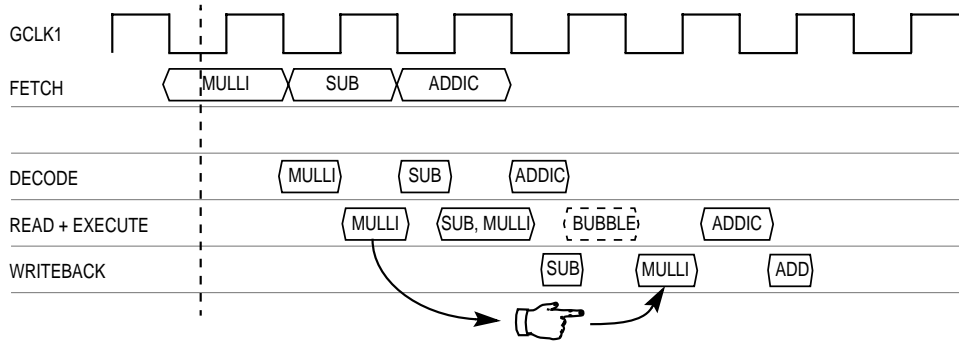 GCLK1
FETCH MULLI SUB ADDIC
DECODE MULLI SUB ADDIC
READ + EXECUTE MULLI SUB, MULLI BUBBLE ADDIC
WRITEBACK SUB MULLI ADD